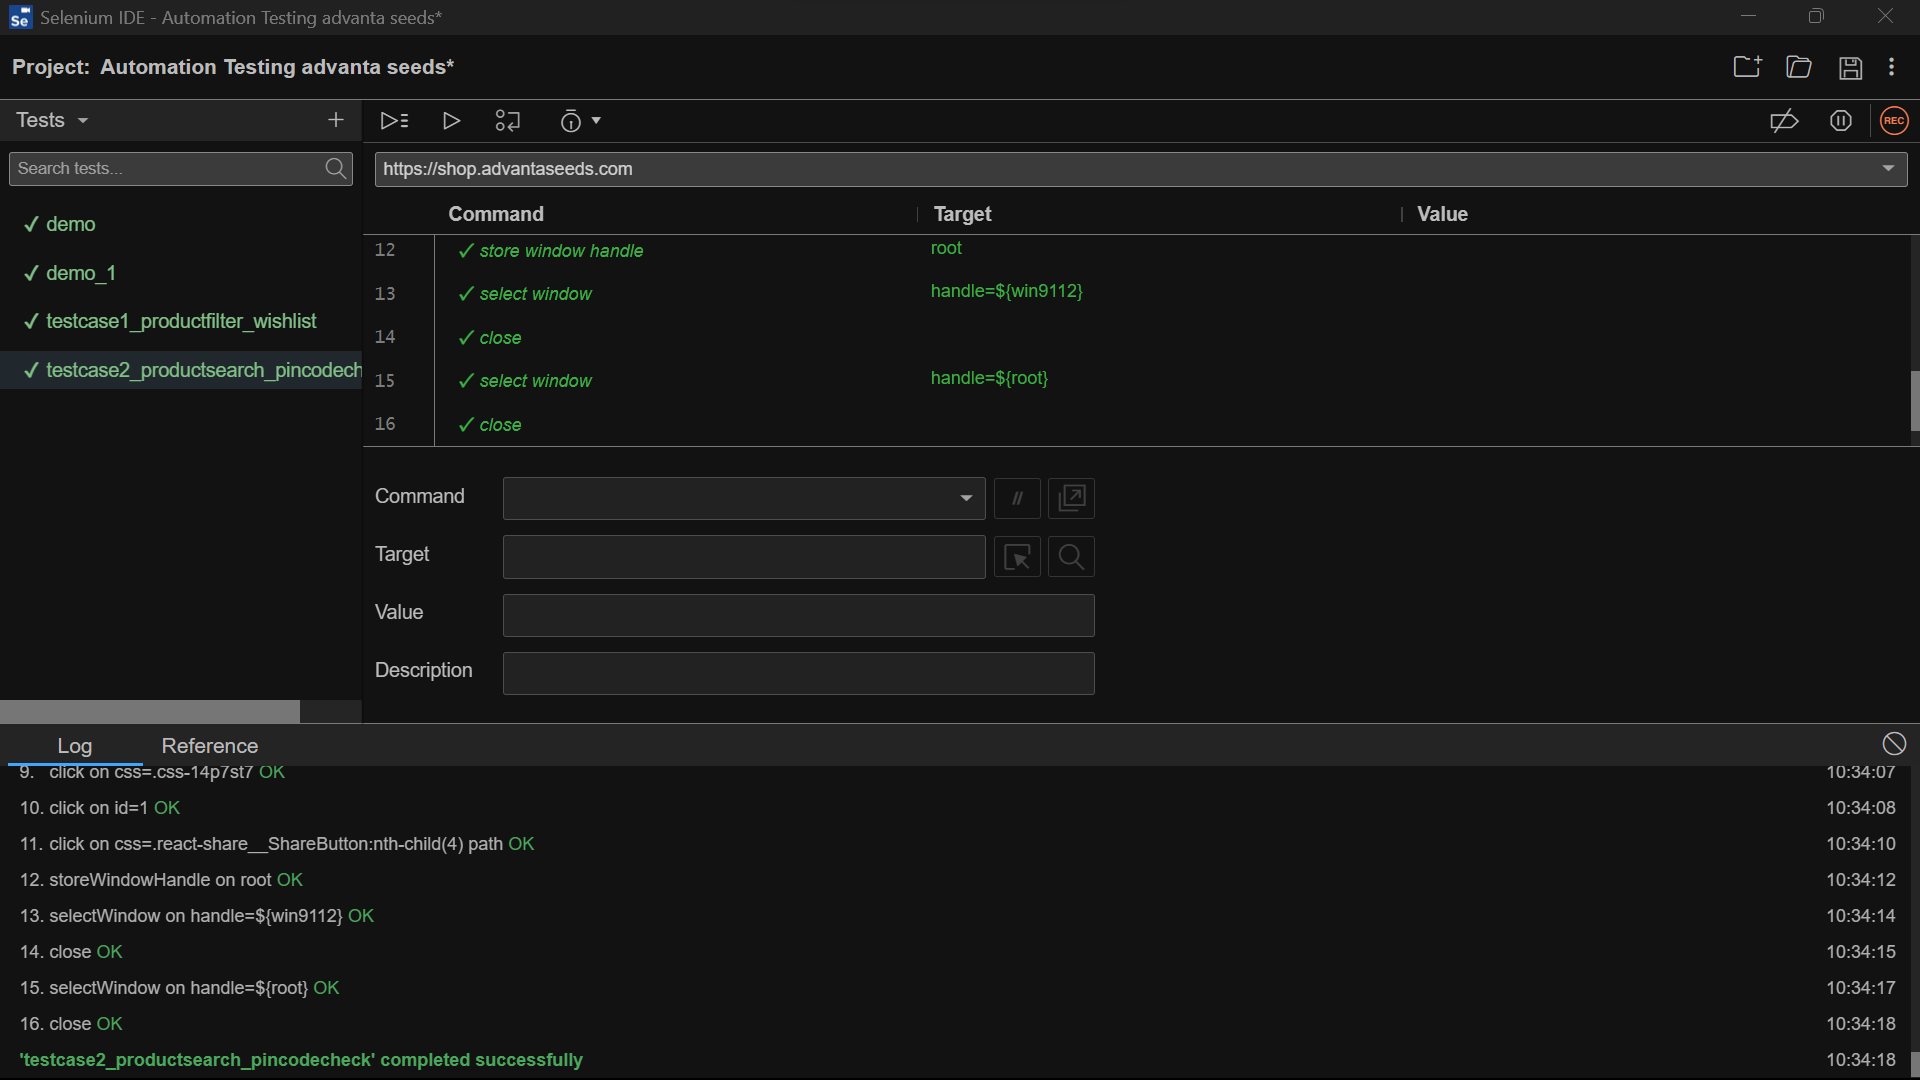 Selenium IDE - Automation Testing advanta seeds*
Project: Automation Testing advanta seeds*
Tests
REC
Search tests...
https://shop.advantaseeds.com
Command Target Value
✓ demo
✓ demo_1
✓ testcase1_productfilter_wishlist
✓ testcase2_productsearch_pincodech
12 ✓ store window handle root
13 ✓ select window handle=${win9112}
14 ✓ close
15 ✓ select window handle=${root}
16 ✓ close
Command //
Target
Value
Description
Log Reference
9. click on css=.css-14p7st7 OK 10:34:07
10. click on id=1 OK 10:34:08
11. click on css=.react-share__ShareButton:nth-child(4) path OK 10:34:10
12. storeWindowHandle on root OK 10:34:12
13. selectWindow on handle=${win9112} OK 10:34:14
14. close OK 10:34:15
15. selectWindow on handle=${root} OK 10:34:17
16. close OK 10:34:18
'testcase2_productsearch_pincodecheck' completed successfully 10:34:18